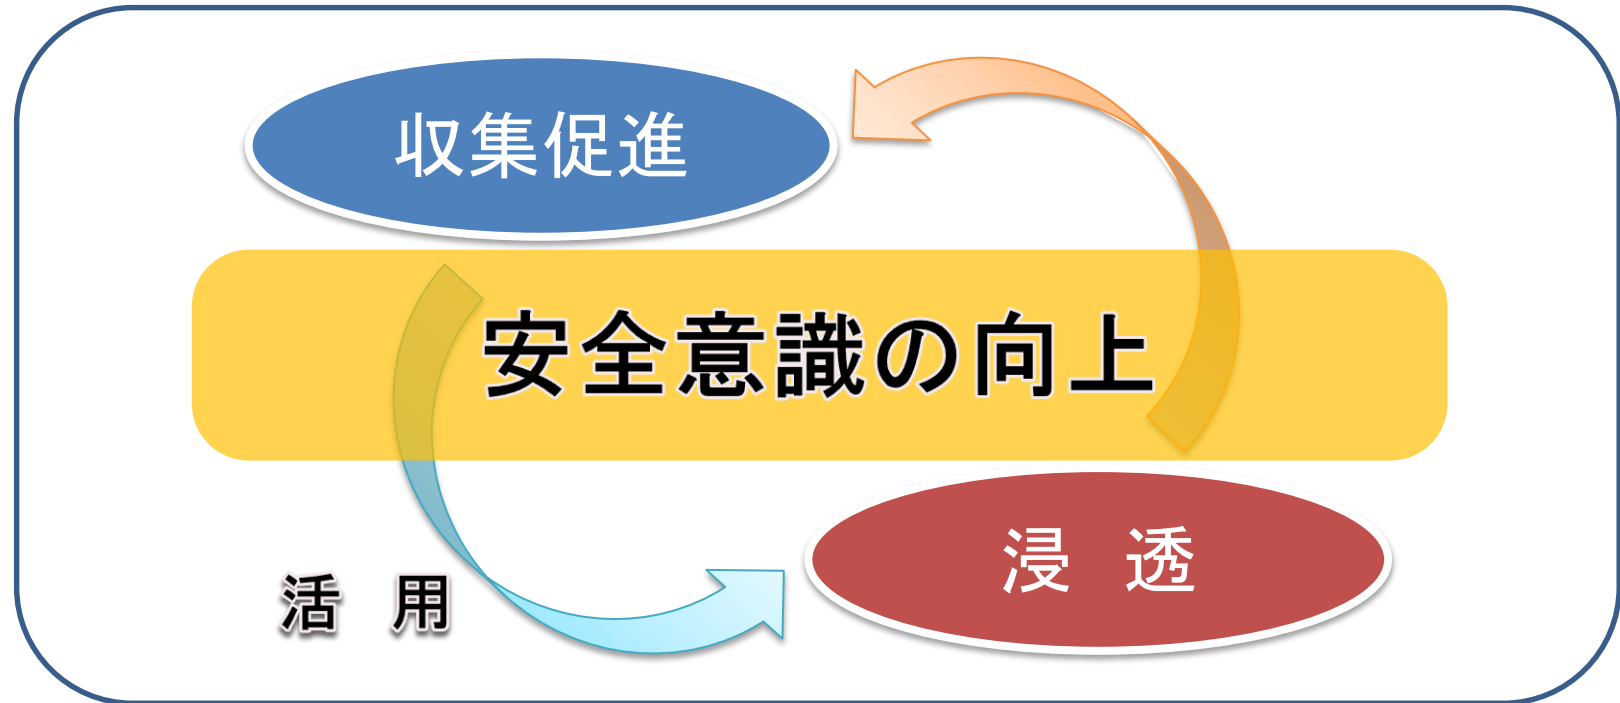 収集促進
安全意識の向上
浸　透
活　用